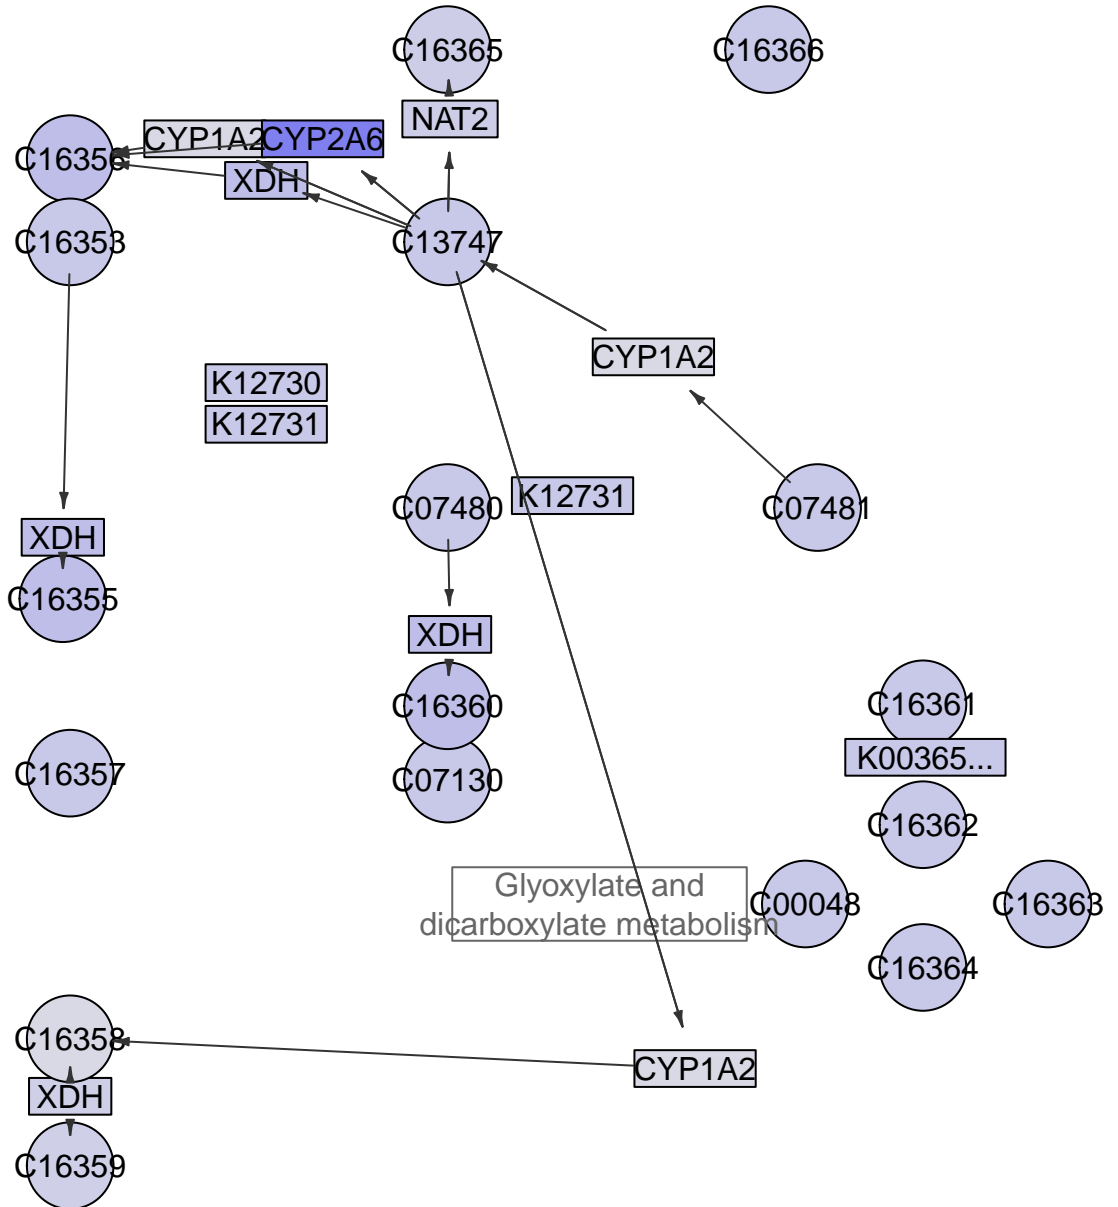 C16365
C16366
NAT2
CYP1A2
CYP2A6
C16356
XDH
C16353
C13747
CYP1A2
K12730
K12731
K12731
C07480
C07481
XDH
C16355
XDH
C16360
C16361
K00365...
C16357
C07130
C16362
Glyoxylate and
dicarboxylate metabolism
C00048
C16363
C16364
C16358
CYP1A2
XDH
C16359